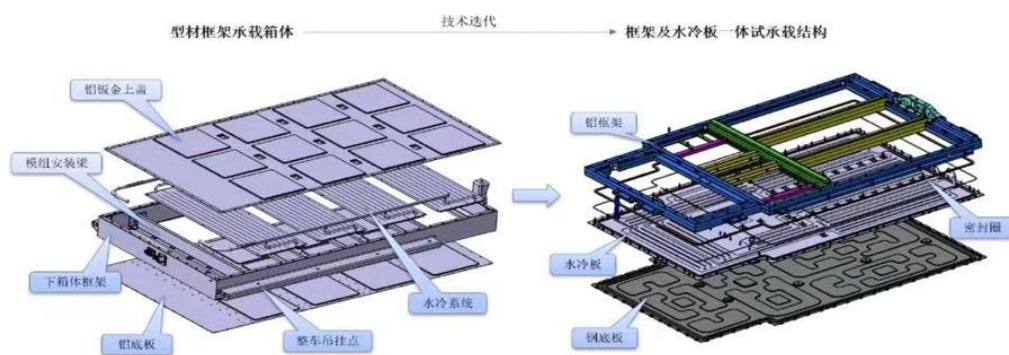 型材框架承载箱体
技术迭代
框架及水冷板一体试承载结构
铝钣金上盖
模组安装梁
下箱体框架
铝底板
整车吊挂点
水冷系统
铝框架
水冷板
密封圈
钢底板